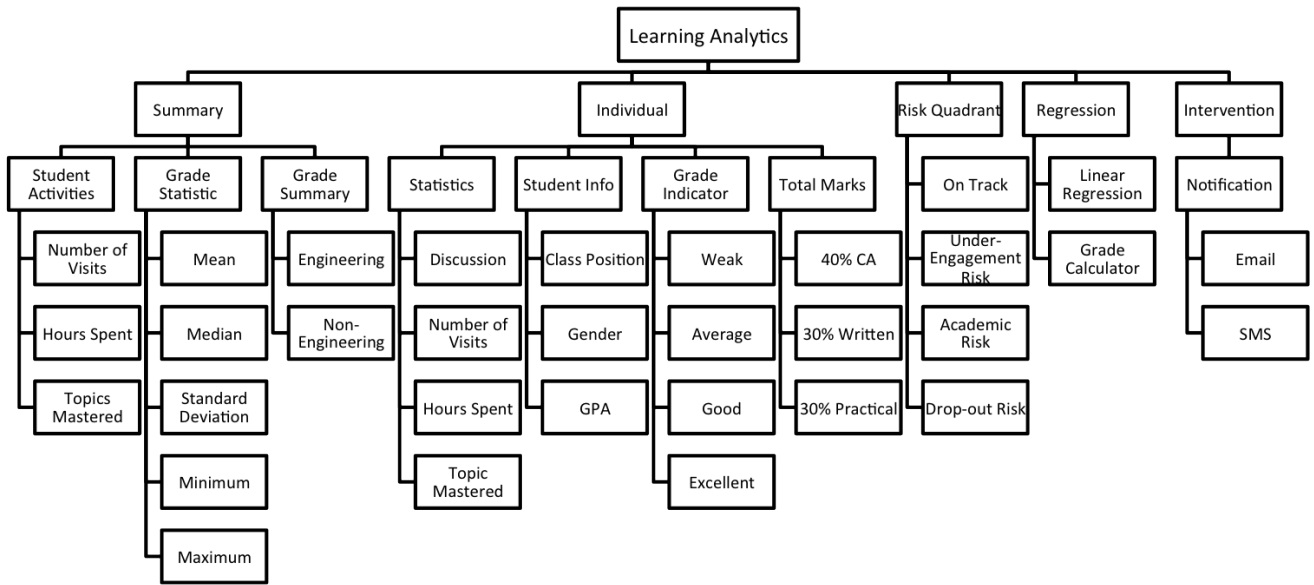 Learning Analytics
Summary
Individual
Risk Quadrant
Regression
Intervention
Student
Activities
Grade
Statistic
Grade
Summary
Statistics
Student Info
Grade
Indicator
Total Marks
On Track
Linear
Regression
Notification
Number of
Visits
Mean
Engineering
Discussion
Class Position
Weak
40% CA
Under-
Engagement
Risk
Grade
Calculator
Email
Hours Spent
Median
Non-
Engineering
Number of
Visits
Gender
Average
30% Written
Academic
Risk
SMS
Topics
Mastered
Standard
Deviation
Hours Spent
GPA
Good
30% Practical
Drop-out Risk
Minimum
Topic
Mastered
Excellent
Maximum